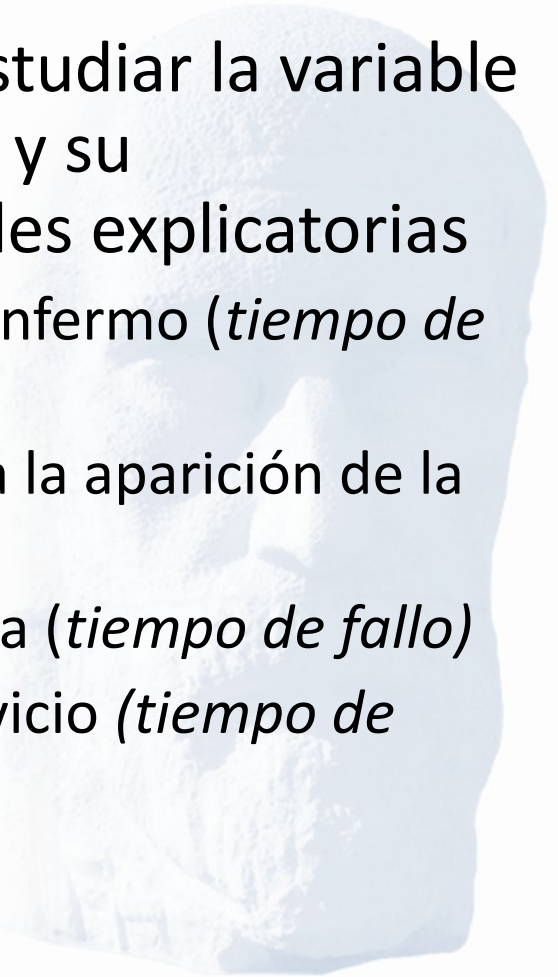 studiar la variable
y su
les explicatorias
nfermo (tiempo de
la aparición de la
a (tiempo de fallo)
vicio (tiempo de